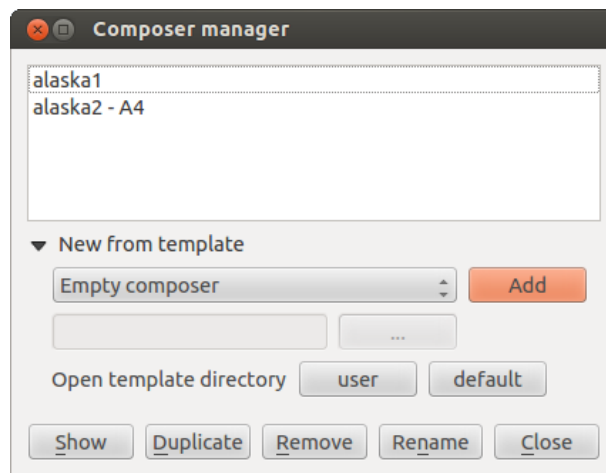 Composer manager
alaska1
alaska2 - A4
New from template
Empty composer Add
...
Open template directory user default
Show Duplicate Remove Rename Close